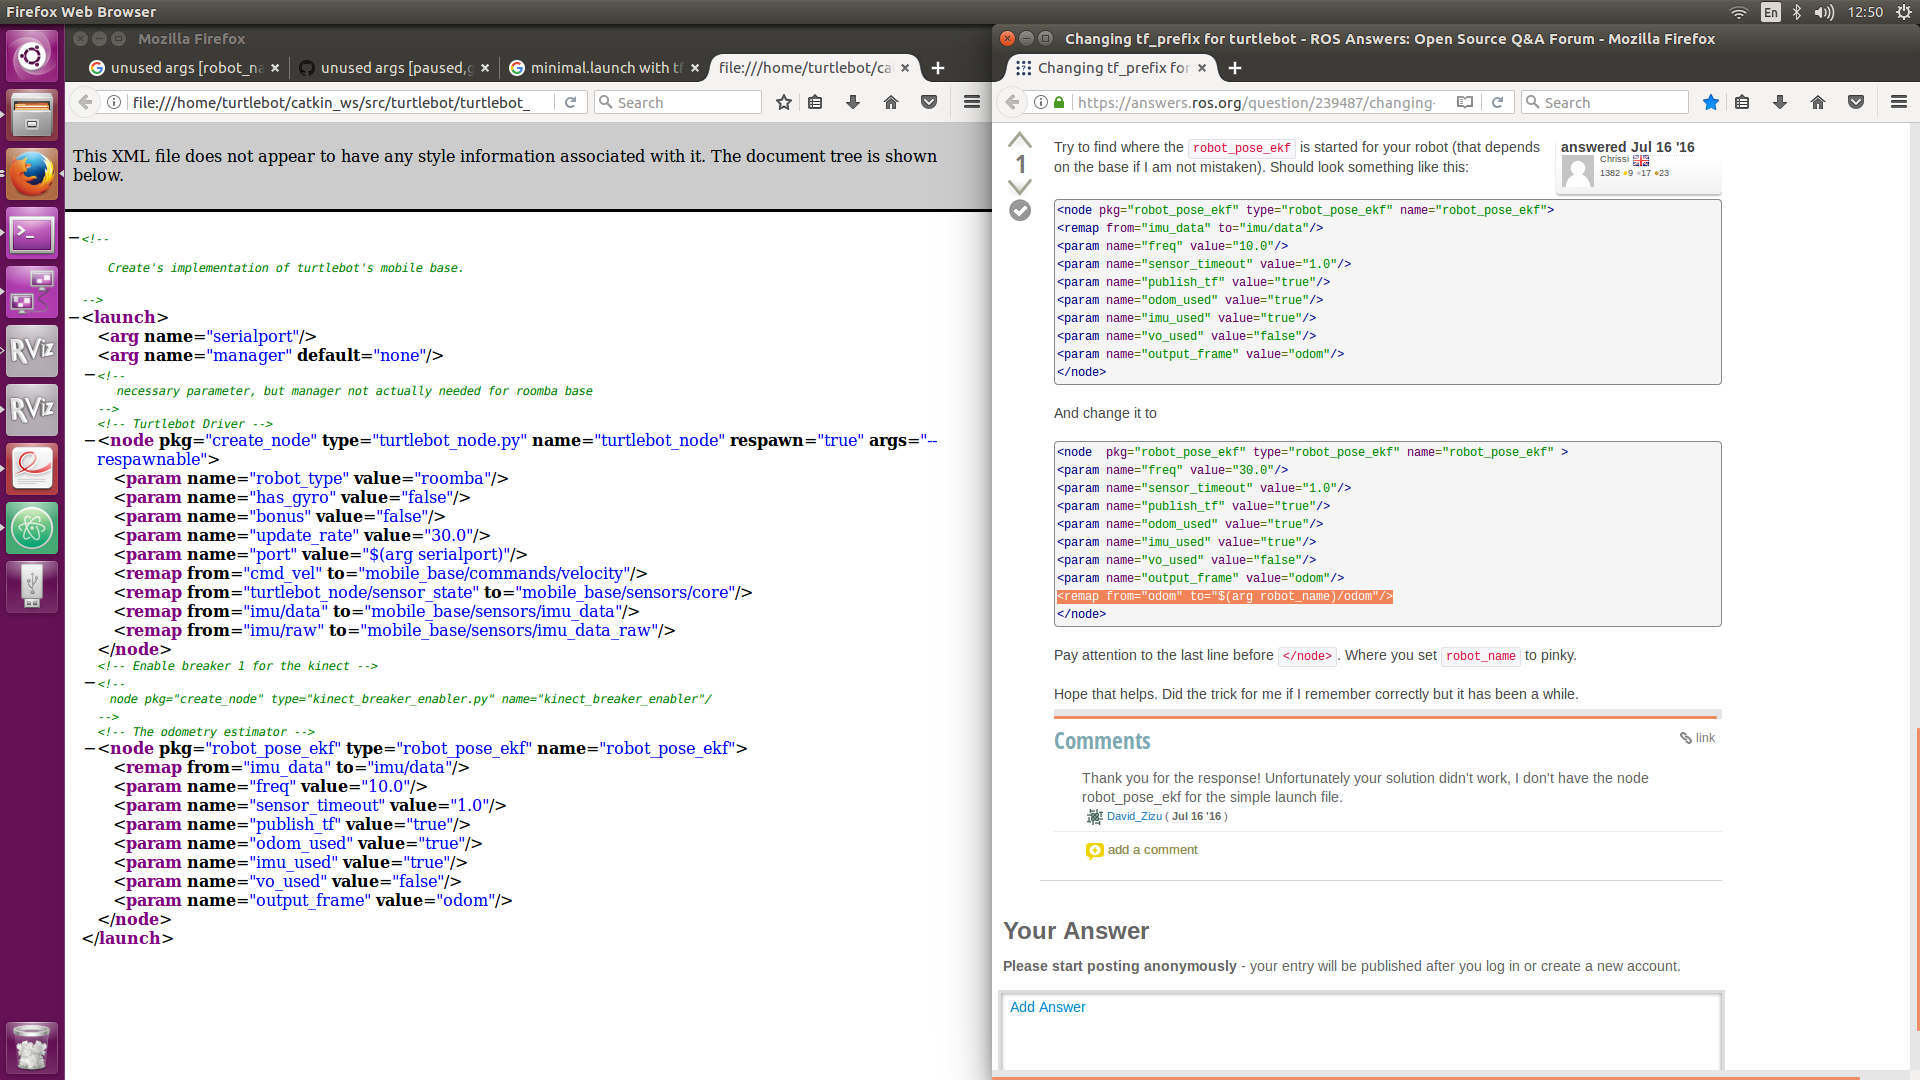 Firefox Web Browser
En
12:50
Mozilla Firefox
unused args [robot_na
unused args [paused,g
minimal.launch with tf
file:///home/turtlebot/cat
file:///home/turtlebot/catkin_ws/src/turtlebot/turtlebot_
Search
This XML file does not appear to have any style information associated with it. The document tree is shown
below.
<!--
Create's implementation of turtlebot's mobile base.
-->
<launch>
<arg name="serialport"/>
<arg name="manager" default="none"/>
<!--
necessary parameter, but manager not actually needed for roomba base
-->
<!-- Turtlebot Driver -->
<node pkg="create_node" type="turtlebot_node.py" name="turtlebot_node" respawn="true" args="--
respawnable">
<param name="robot_type" value="roomba"/>
<param name="has_gyro" value="false"/>
<param name="bonus" value="false"/>
<param name="update_rate" value="30.0"/>
<param name="port" value="$(arg serialport)"/>
<remap from="cmd_vel" to="mobile_base/commands/velocity"/>
<remap from="turtlebot_node/sensor_state" to="mobile_base/sensors/core"/>
<remap from="imu/data" to="mobile_base/sensors/imu_data"/>
<remap from="imu/raw" to="mobile_base/sensors/imu_data_raw"/>
</node>
<!-- Enable breaker 1 for the kinect -->
<!--
node pkg="create_node" type="kinect_breaker_enabler.py" name="kinect_breaker_enabler"/
-->
<!-- The odometry estimator -->
<node pkg="robot_pose_ekf" type="robot_pose_ekf" name="robot_pose_ekf">
<remap from="imu_data" to="imu/data"/>
<param name="freq" value="10.0"/>
<param name="sensor_timeout" value="1.0"/>
<param name="publish_tf" value="true"/>
<param name="odom_used" value="true"/>
<param name="imu_used" value="true"/>
<param name="vo_used" value="false"/>
<param name="output_frame" value="odom"/>
</node>
</launch>
RViz
RViz
Changing tf_prefix for turtlebot - ROS Answers: Open Source Q&A Forum - Mozilla Firefox
Changing tf_prefix for
https://answers.ros.org/question/239487/changing-
Search
1
Try to find where the robot_pose_ekf is started for your robot (that depends
on the base if I am not mistaken). Should look something like this:
answered Jul 16 '16
Chrissi
1382 ●9 ●17 ●23
<node pkg="robot_pose_ekf" type="robot_pose_ekf" name="robot_pose_ekf">
<remap from="imu_data" to="imu/data"/>
<param name="freq" value="10.0"/>
<param name="sensor_timeout" value="1.0"/>
<param name="publish_tf" value="true"/>
<param name="odom_used" value="true"/>
<param name="imu_used" value="true"/>
<param name="vo_used" value="false"/>
<param name="output_frame" value="odom"/>
</node>
And change it to
<node  pkg="robot_pose_ekf" type="robot_pose_ekf" name="robot_pose_ekf" >
<param name="freq" value="30.0"/>
<param name="sensor_timeout" value="1.0"/>
<param name="publish_tf" value="true"/>
<param name="odom_used" value="true"/>
<param name="imu_used" value="true"/>
<param name="vo_used" value="false"/>
<param name="output_frame" value="odom"/>
<remap from="odom" to="$(arg robot_name)/odom"/>
</node>
Pay attention to the last line before </node>. Where you set robot_name to pinky.
Hope that helps. Did the trick for me if I remember correctly but it has been a while.
Comments
link
Thank you for the response! Unfortunately your solution didn't work, I don't have the node
robot_pose_ekf for the simple launch file.
David_Zizu ( Jul 16 '16 )
add a comment
Your Answer
Please start posting anonymously - your entry will be published after you log in or create a new account.
Add Answer